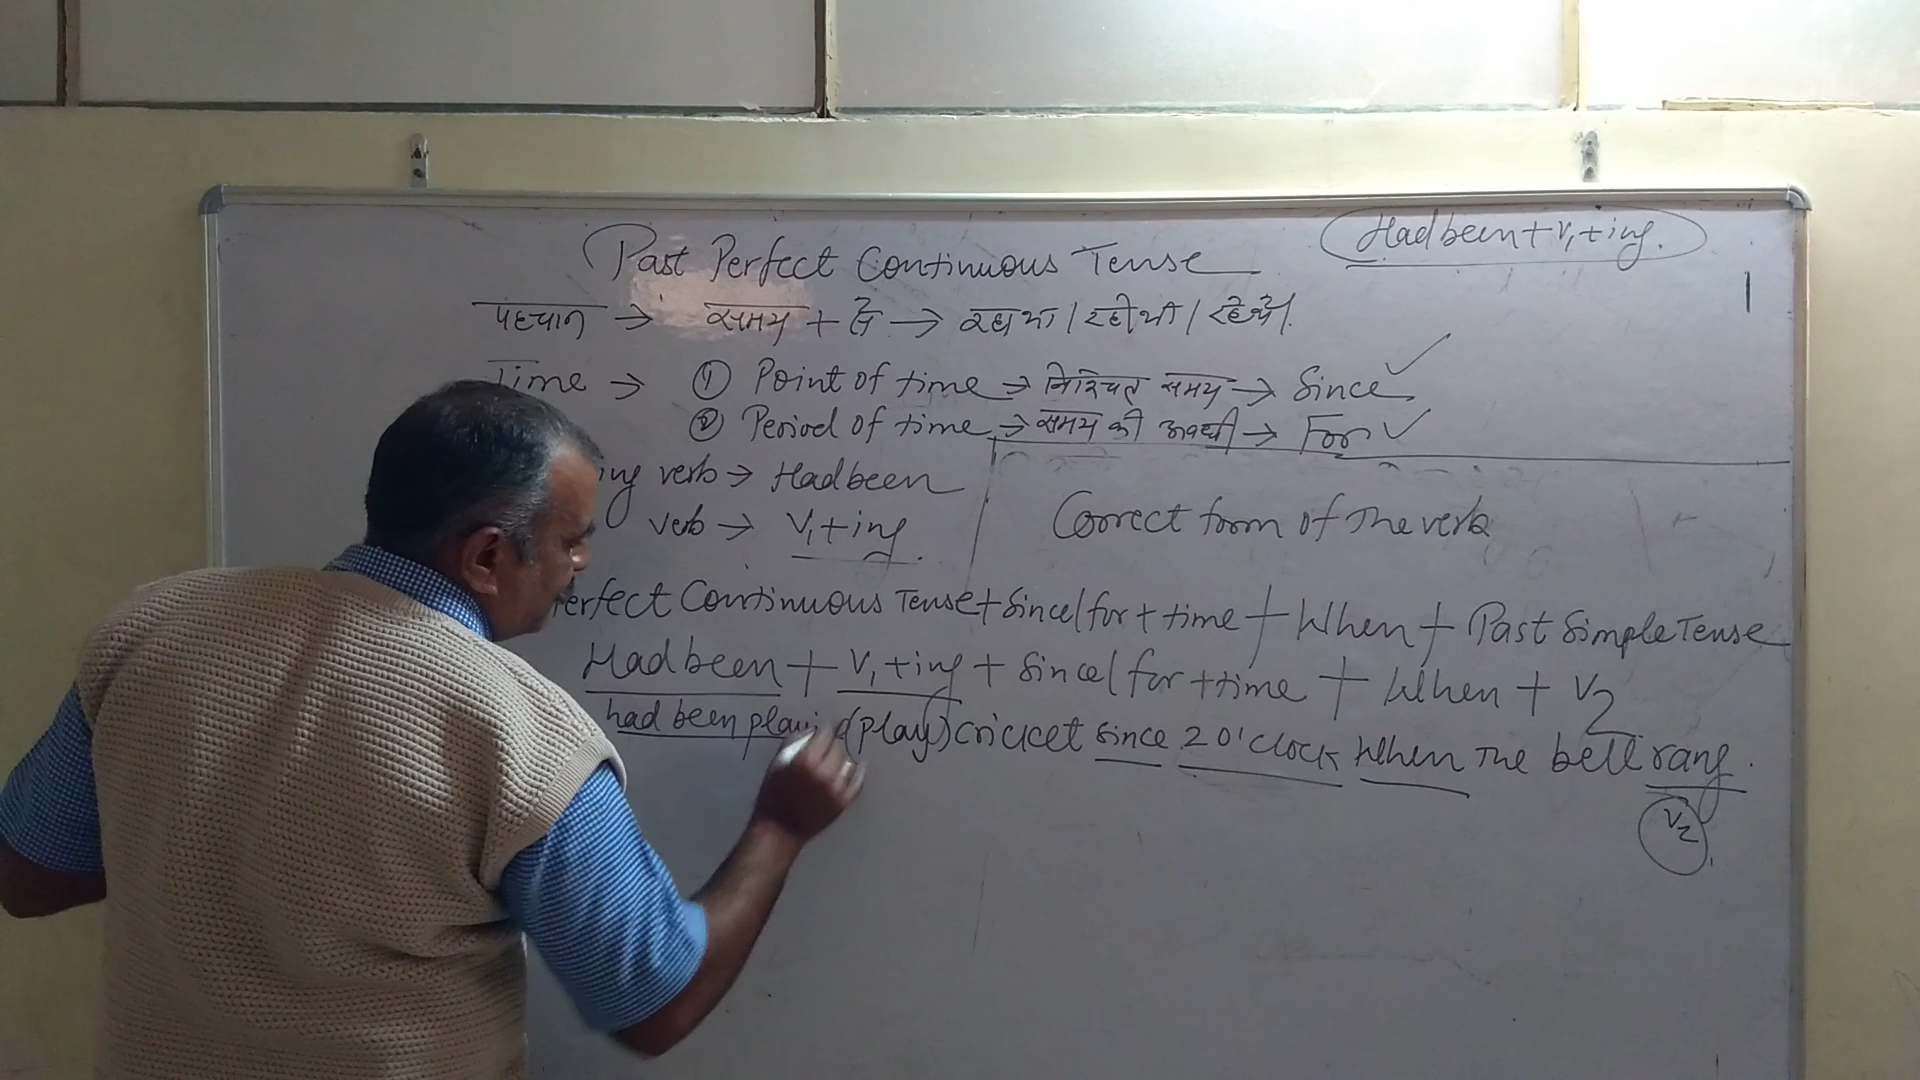 Past Perfect Continuous Tense
Had been + V1 + ing.
पहचान → समय + से → रहा था / रही थी / रहे थे।
Time → ① Point of time → निश्चित समय → Since ✓
② Period of time → समय की अवधी → For ✓
ing verb → Had been
verb → V1 + ing.
Correct form of The verb
erfect Continuous Tense + Since/for + time + When + Past Simple Tense
Had been + V1 + ing + Since/for + time + When + V2
had been playi (play) cricket since 2 O'clock When The bell rang.
V2